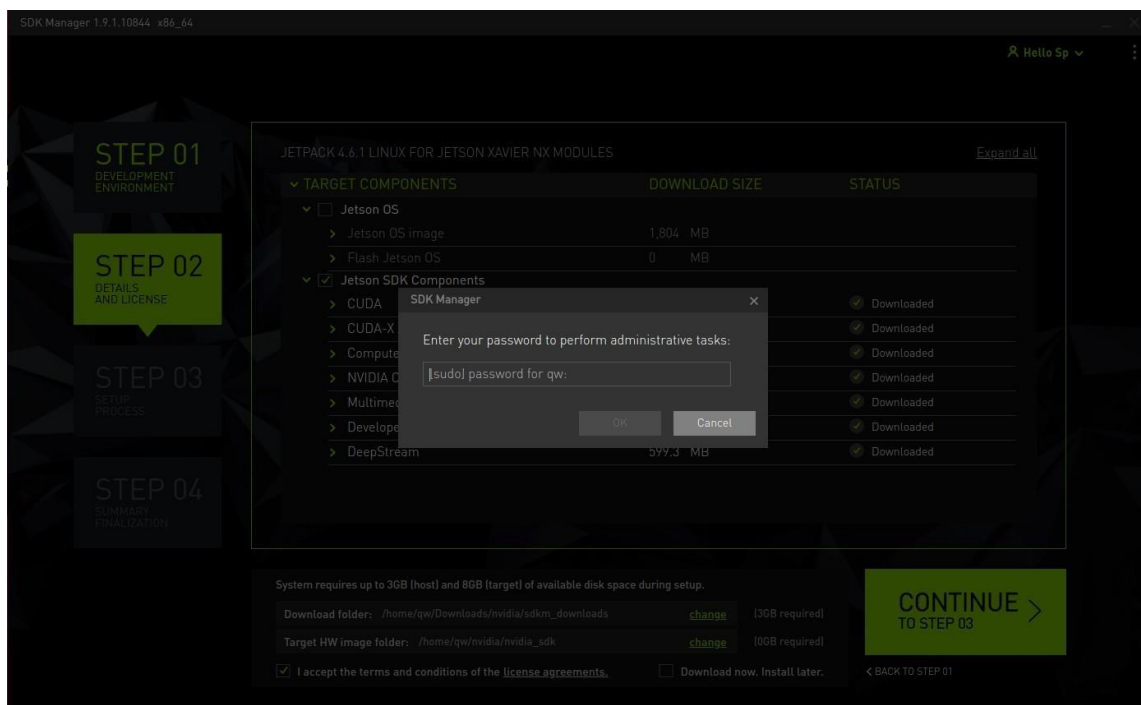 SDK Manager 1.9.1.10844 x86_64
Hello Sp
STEP 01
DEVELOPMENT
ENVIRONMENT
STEP 02
DETAILS
AND LICENSE
STEP 03
SETUP
PROCESS
STEP 04
SUMMARY
FINALIZATION
JETPACK 4.6.1 LINUX FOR JETSON XAVIER NX MODULES
Expand all
TARGET COMPONENTS DOWNLOAD SIZE STATUS
Jetson OS
Jetson OS image 1,804 MB
Flash Jetson OS 0 MB
Jetson SDK Components
CUDA Downloaded
CUDA-X Downloaded
Compute Downloaded
NVIDIA C Downloaded
Multimed Downloaded
Develope Downloaded
DeepStream 599.3 MB Downloaded
SDK Manager
Enter your password to perform administrative tasks:
[sudo] password for qw:
OK Cancel
System requires up to 3GB (host) and 8GB (target) of available disk space during setup.
Download folder: /home/qw/Downloads/nvidia/sdkm_downloads change (3GB required)
Target HW image folder: /home/qw/nvidia/nvidia_sdk change (0GB required)
I accept the terms and conditions of the license agreements. Download now. Install later.
CONTINUE
TO STEP 03
BACK TO STEP 01